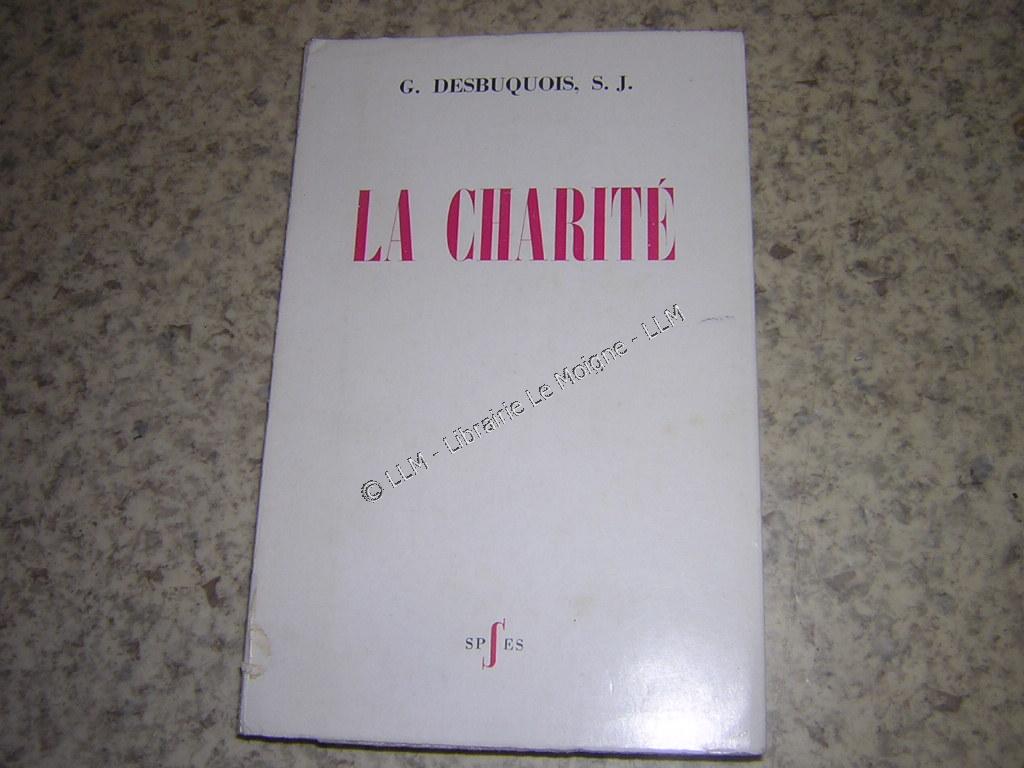 G. DESBUQUOIS, S. J.
LA CHARITÉ
© LLM - Librairie Le Moigne - LLM
SPES